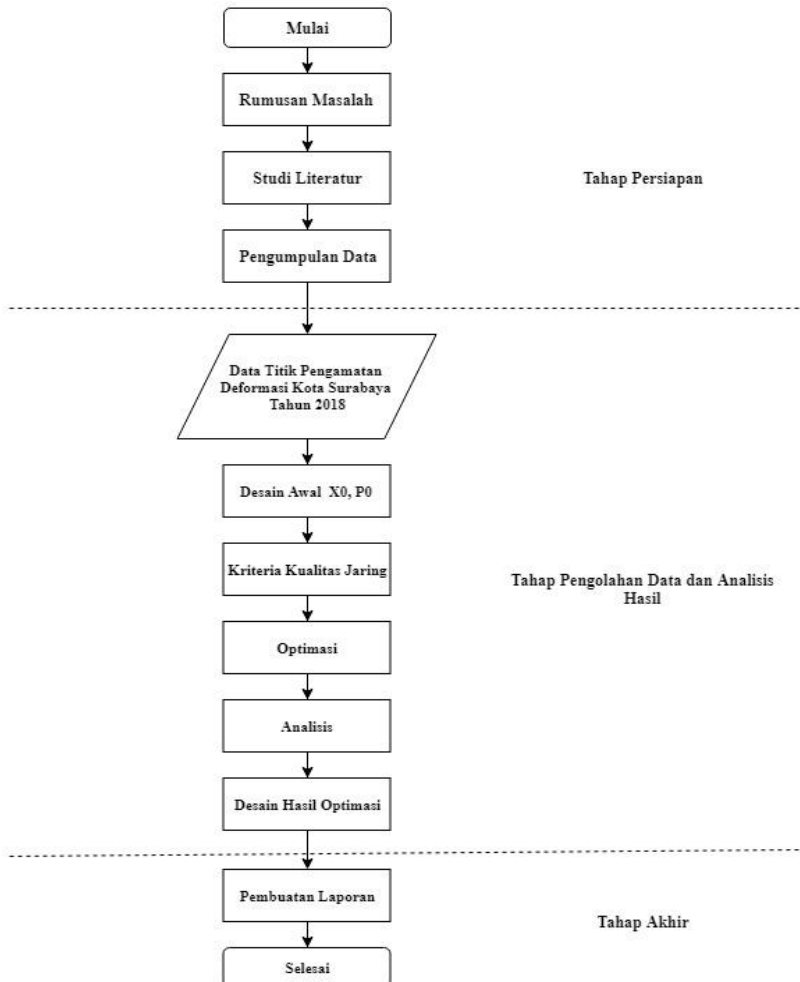 Mulai
Rumusan Masalah
Studi Literatur
Tahap Persiapan
Pengumpulan Data
Data Titik Pengamatan
Deformasi Kota Surabaya
Tahun 2018
Desain Awal X0, P0
Kriteria Kualitas Jaring
Tahap Pengolahan Data dan Analisis
Hasil
Optimasi
Analisis
Desain Hasil Optimasi
Pembuatan Laporan
Tahap Akhir
Selesai